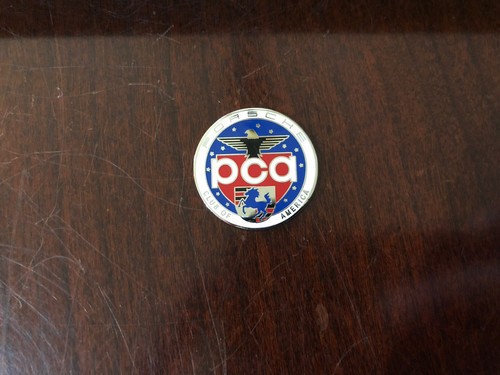 PORSCHE
pca
CLUB OF AMERICA